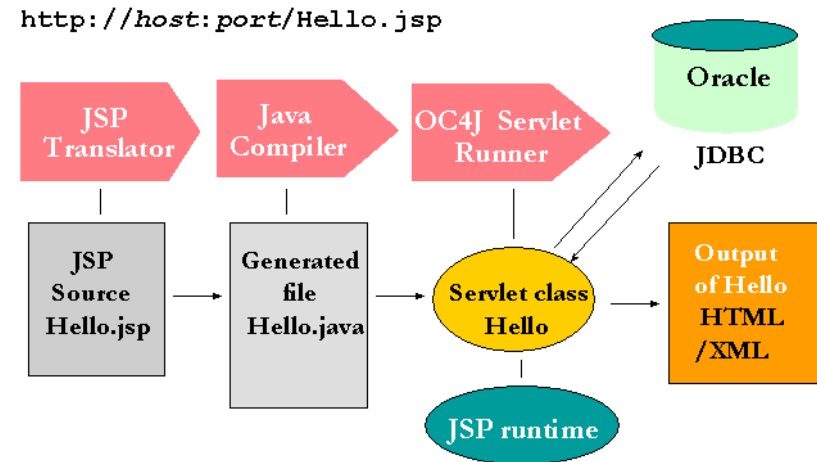 http://host:port/Hello.jsp
JSP
Translator
Java
Compiler
OC4J Servlet
Runner
Oracle
JDBC
JSP
Source
Hello.jsp
Generated
file
Hello.java
Servlet class
Hello
Output
of Hello
HTML
/XML
JSP runtime